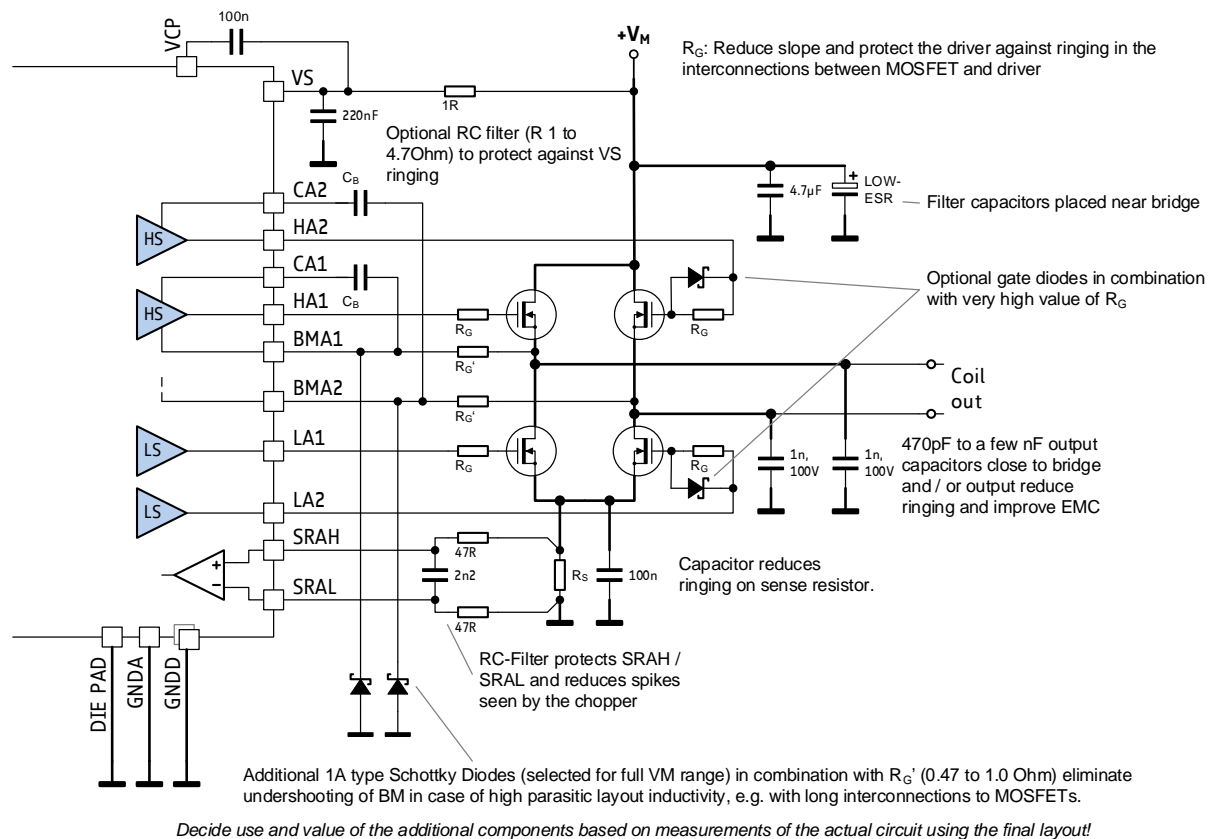 100n
VCP
+VM
RG: Reduce slope and protect the driver against ringing in the
interconnections between MOSFET and driver
VS
1R
220nF
Optional RC filter (R 1 to
4.7Ohm) to protect against VS
ringing
4.7µF
+
LOW-
ESR
Filter capacitors placed near bridge
CA2
CB
HS
HA2
CA1
CB
Optional gate diodes in combination
with very high value of RG
HS
HA1
RG
RG
BMA1
RG'
Coil
out
BMA2
RG'
LS
LA1
RG
RG
1n,
100V
1n,
100V
470pF to a few nF output
capacitors close to bridge
and / or output reduce
ringing and improve EMC
LS
LA2
SRAH
47R
+
-
2n2
RS
100n
Capacitor reduces
ringing on sense resistor.
SRAL
47R
RC-Filter protects SRAH /
SRAL and reduces spikes
seen by the chopper
DIE PAD
GNDA
GNDD
Additional 1A type Schottky Diodes (selected for full VM range) in combination with RG' (0.47 to 1.0 Ohm) eliminate
undershooting of BM in case of high parasitic layout inductivity, e.g. with long interconnections to MOSFETs.
Decide use and value of the additional components based on measurements of the actual circuit using the final layout!